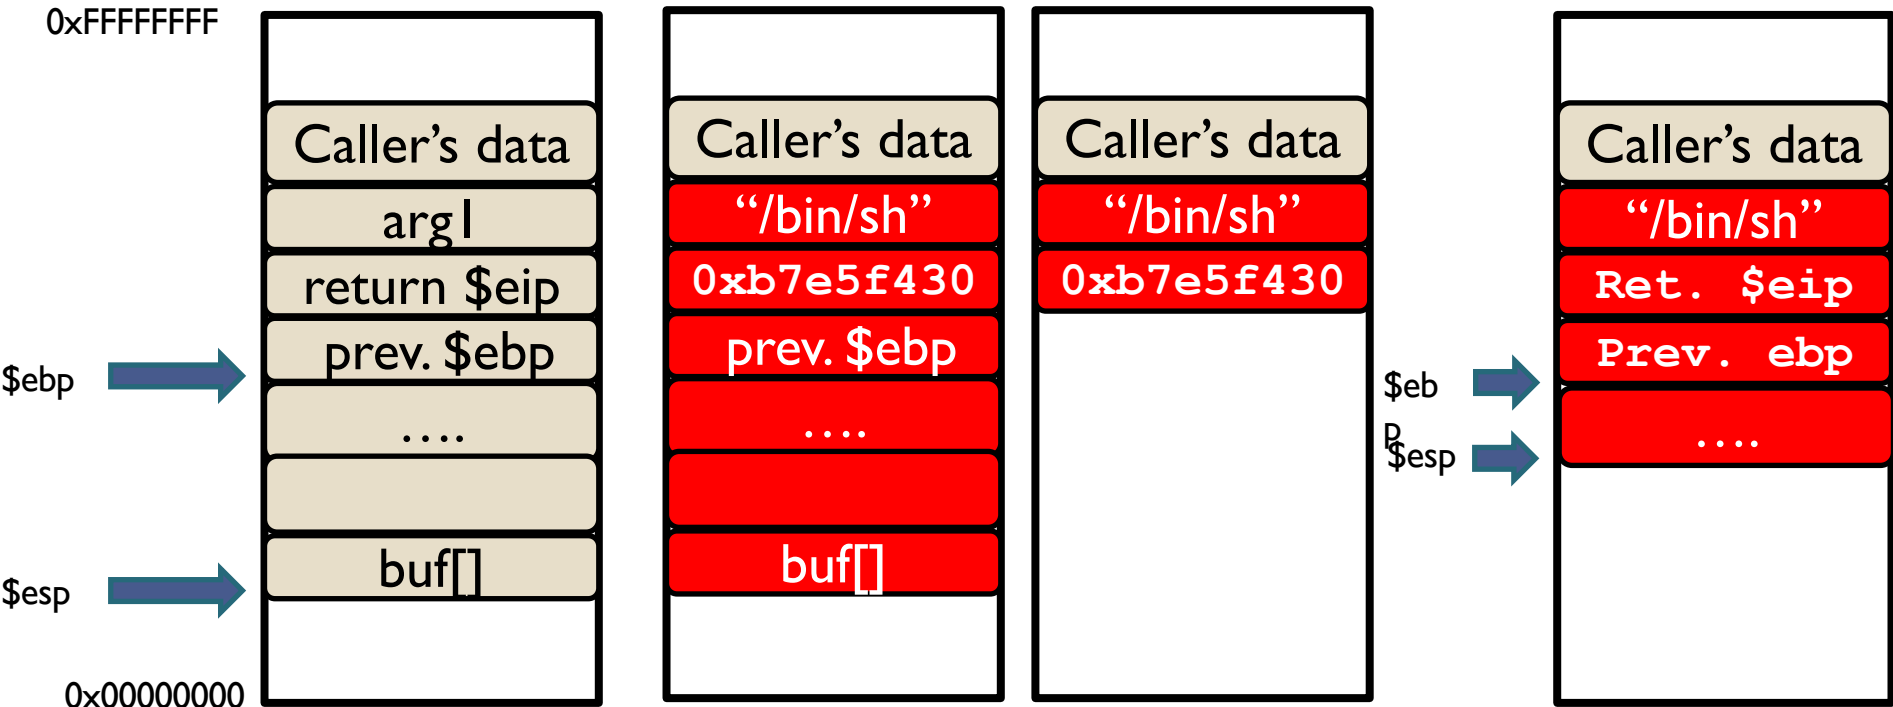 0xFFFFFFFF
Caller’s data
arg1
return $eip
prev. $ebp
$ebp
….
buf[]
$esp
0x00000000
Caller’s data
“/bin/sh”
0xb7e5f430
prev. $ebp
….
buf[]
Caller’s data
“/bin/sh”
0xb7e5f430
Caller’s data
“/bin/sh”
Ret. $eip
Prev. ebp
$eb
p
$esp
….